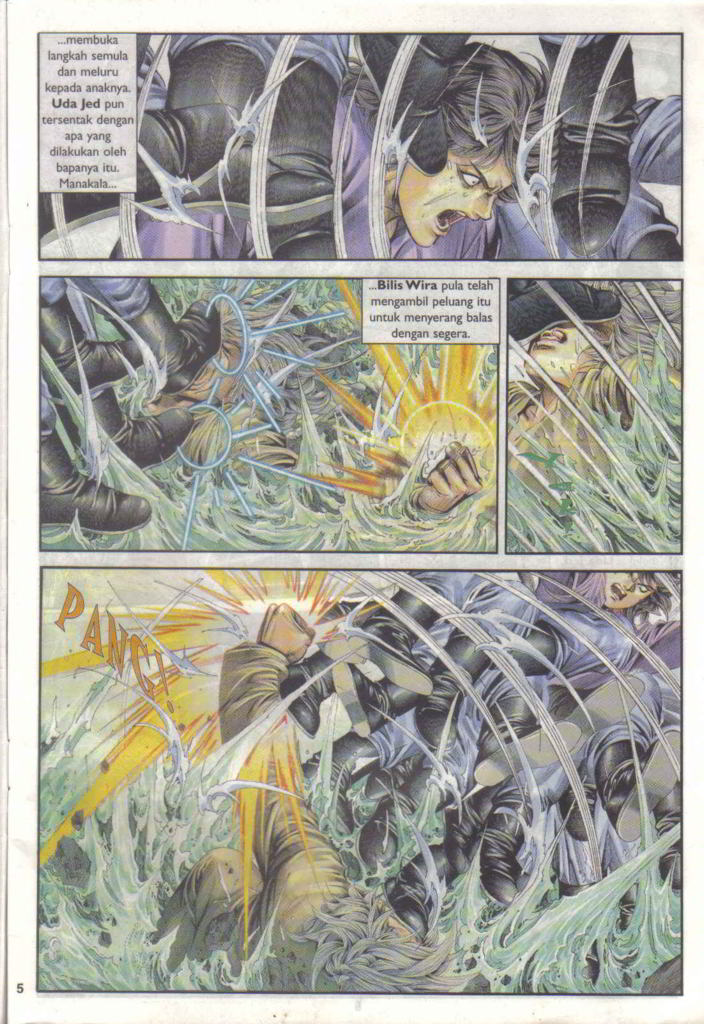 ...membuka
langkah semula
dan meluru
kepada anaknya.
Uda Jed pun
tersentak dengan
apa yang
dilakukan oleh
bapanya itu.
Manakala...
...Bilis Wira pula telah
mengambil peluang itu
untuk menyerang balas
dengan segera.
PANG!..
5